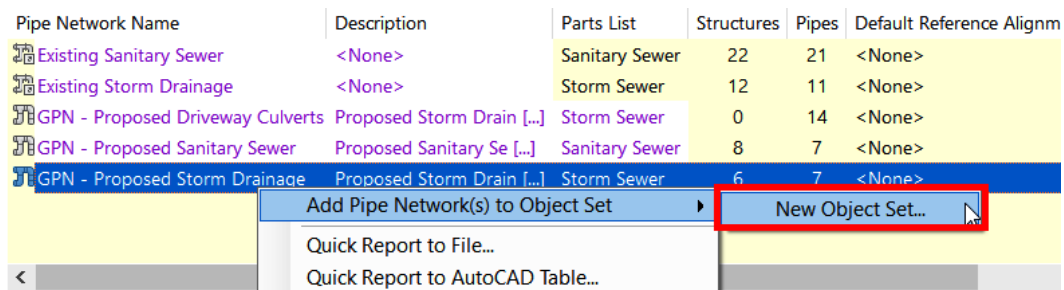 Pipe Network Name Description Parts List Structures Pipes Default Reference Alignm
Existing Sanitary Sewer <None> Sanitary Sewer 22 21 <None>
Existing Storm Drainage <None> Storm Sewer 12 11 <None>
GPN - Proposed Driveway Culverts Proposed Storm Drain [...] Storm Sewer 0 14 <None>
GPN - Proposed Sanitary Sewer Proposed Sanitary Se [...] Sanitary Sewer 8 7 <None>
GPN - Proposed Storm Drainage Proposed Storm Drain [...] Storm Sewer 6 7 <None>
Add Pipe Network(s) to Object Set New Object Set...
Quick Report to File...
Quick Report to AutoCAD Table...